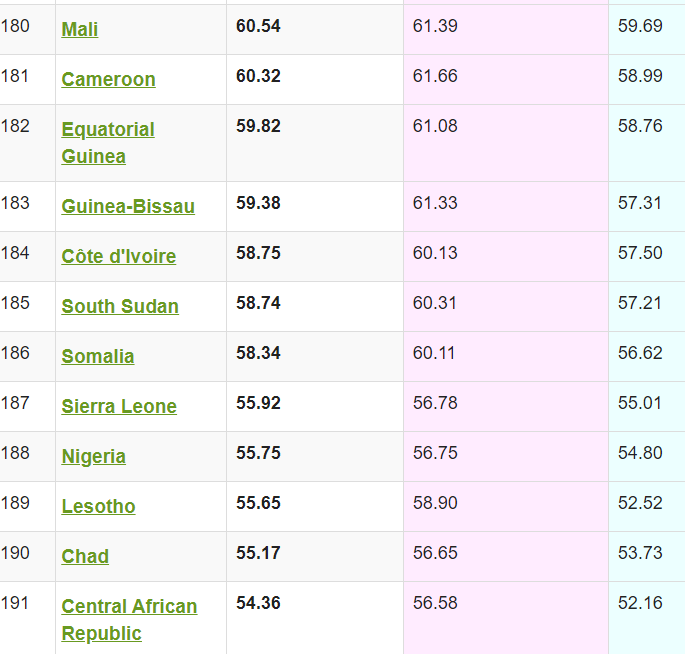 180 Mali 60.54 61.39 59.69
181 Cameroon 60.32 61.66 58.99
182 Equatorial 59.82 61.08 58.76
Guinea
183 Guinea-Bissau 59.38 61.33 57.31
184 Côte d'Ivoire 58.75 60.13 57.50
185 South Sudan 58.74 60.31 57.21
186 Somalia 58.34 60.11 56.62
187 Sierra Leone 55.92 56.78 55.01
188 Nigeria 55.75 56.75 54.80
189 Lesotho 55.65 58.90 52.52
190 Chad 55.17 56.65 53.73
191 Central African 54.36 56.58 52.16
Republic